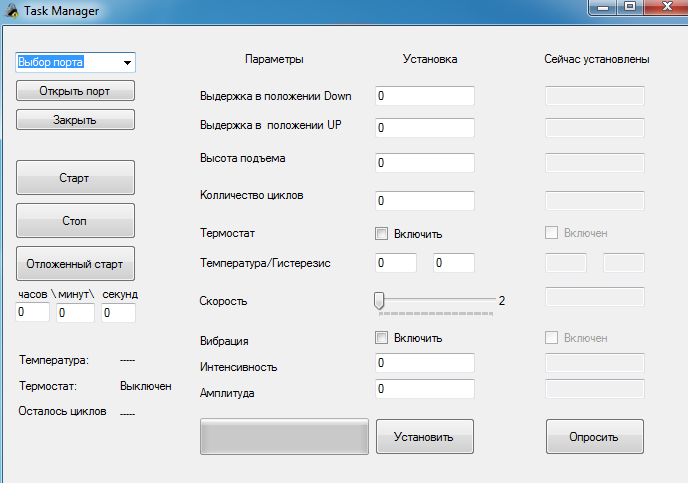 Task Manager
Выбор порта
Открыть порт
Закрыть
Старт
Стоп
Отложенный старт
часов \ минут\ секунд
0 0 0
Температура: -----
Термостат: Выключен
Осталось циклов -----
Параметры Установка Сейчас установлены
Выдержка в положении Down 0
Выдержка в положении UP 0
Высота подъема 0
Колличество циклов 0
Термостат Включить Включен
Температура/Гистерезис 0 0
Скорость 2
Вибрация Включить Включен
Интенсивность 0
Амплитуда 0
Установить Опросить